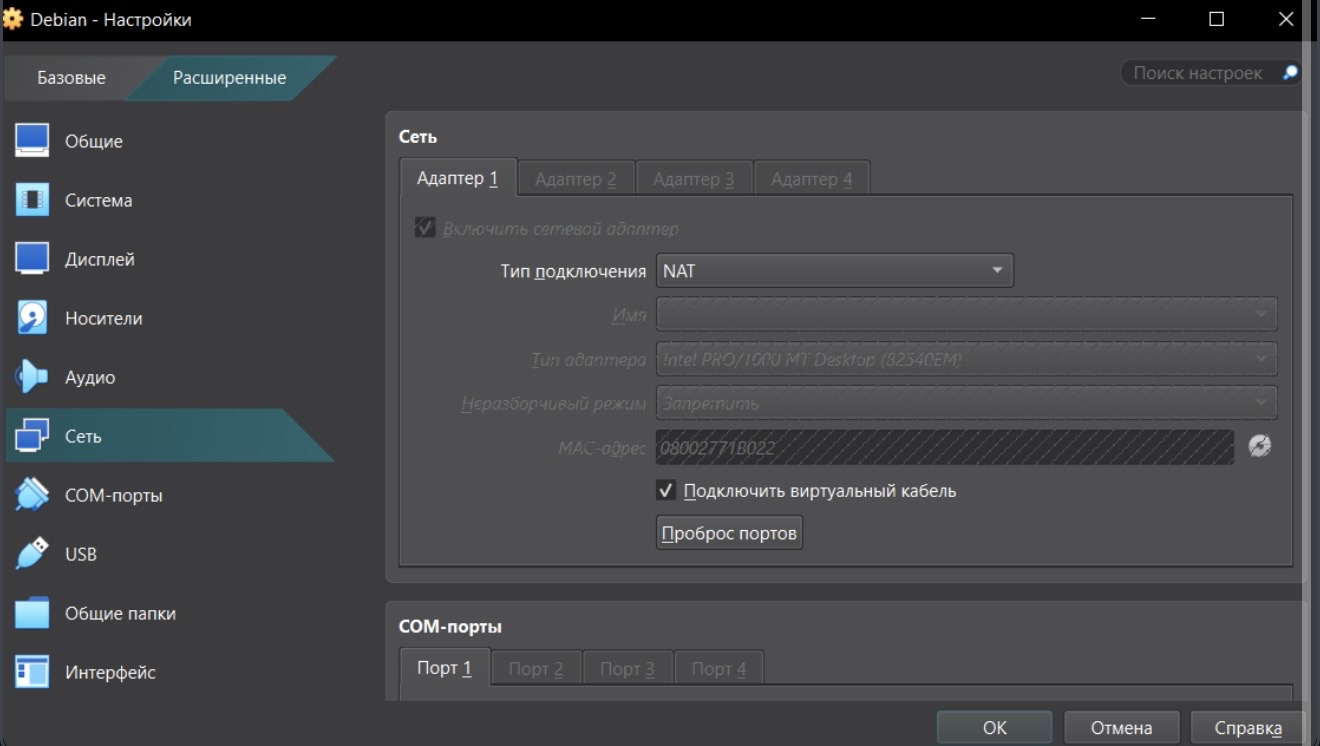 Debian - Настройки
Базовые
Расширенные
Поиск настроек
Общие
Система
Дисплей
Носители
Аудио
Сеть
COM-порты
USB
Общие папки
Интерфейс
Сеть
Адаптер 1
Адаптер 2
Адаптер 3
Адаптер 4
Включить сетевой адаптер
Тип подключения
NAT
Имя
Тип адаптера
Intel PRO/1000 MT Desktop (82540EM)
Неразборчивый режим
Запретить
MAC-адрес
08002771B022
Подключить виртуальный кабель
Проброс портов
COM-порты
Порт 1
Порт 2
Порт 3
Порт 4
OK
Отмена
Справка